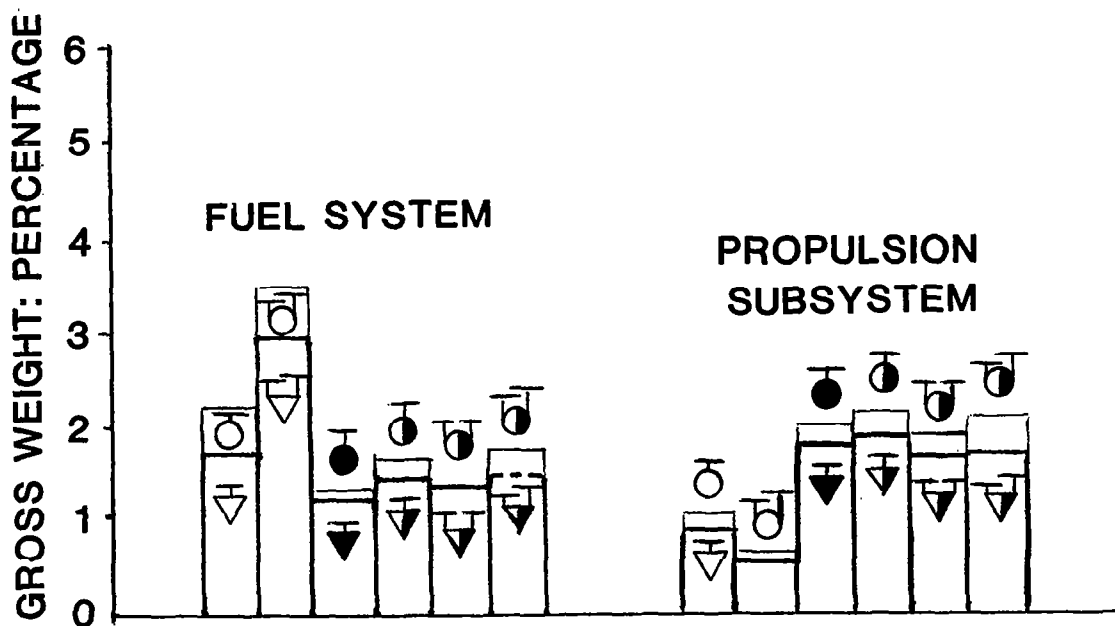 GROSS WEIGHT: PERCENTAGE
6
5
4
3
2
1
0
FUEL SYSTEM
PROPULSION
SUBSYSTEM